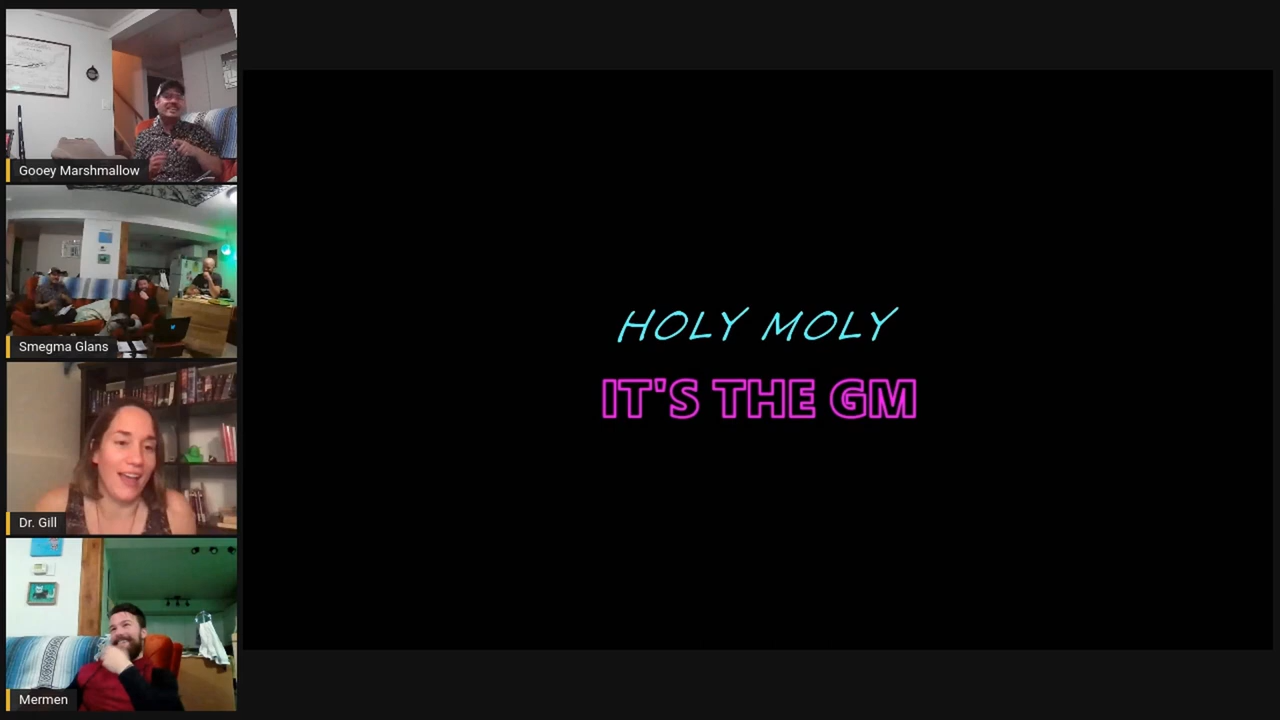 Gooey Marshmallow
Smegma Glans
Dr. Gill
Mermen
HOLY MOLY
IT'S THE GM